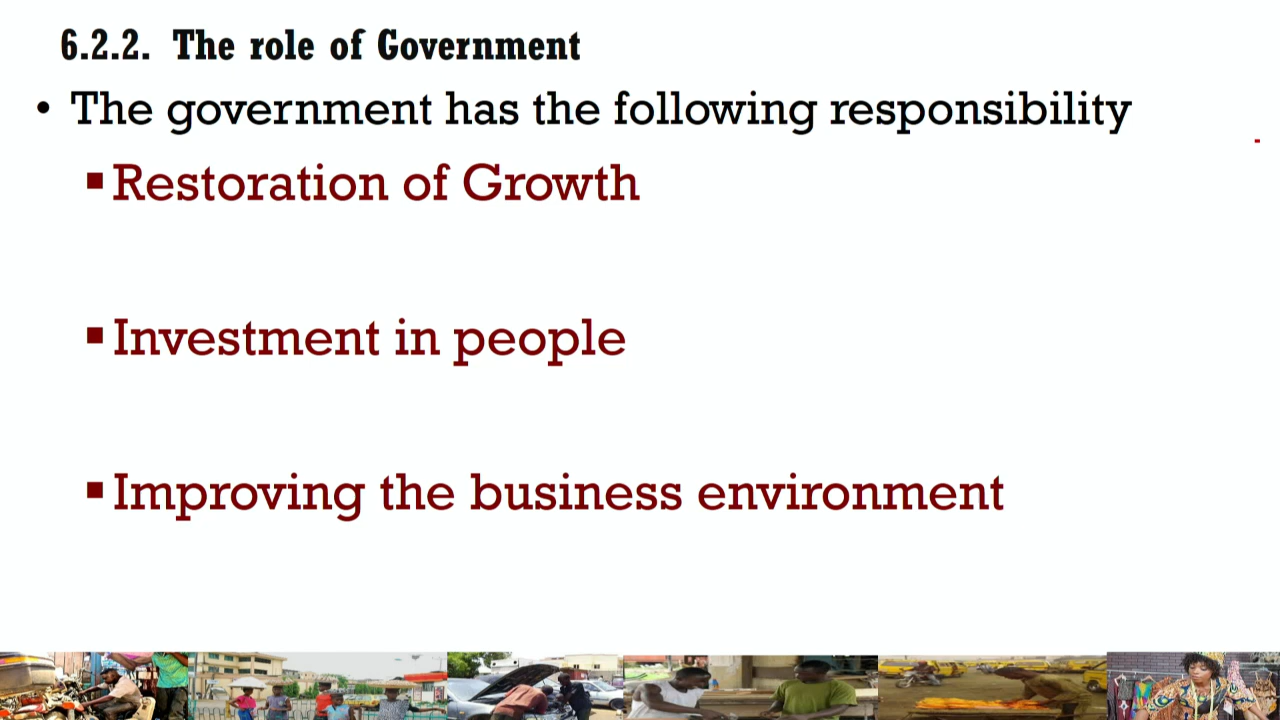 6.2.2. The role of Government
• The government has the following responsibility
▪ Restoration of Growth
▪ Investment in people
▪ Improving the business environment